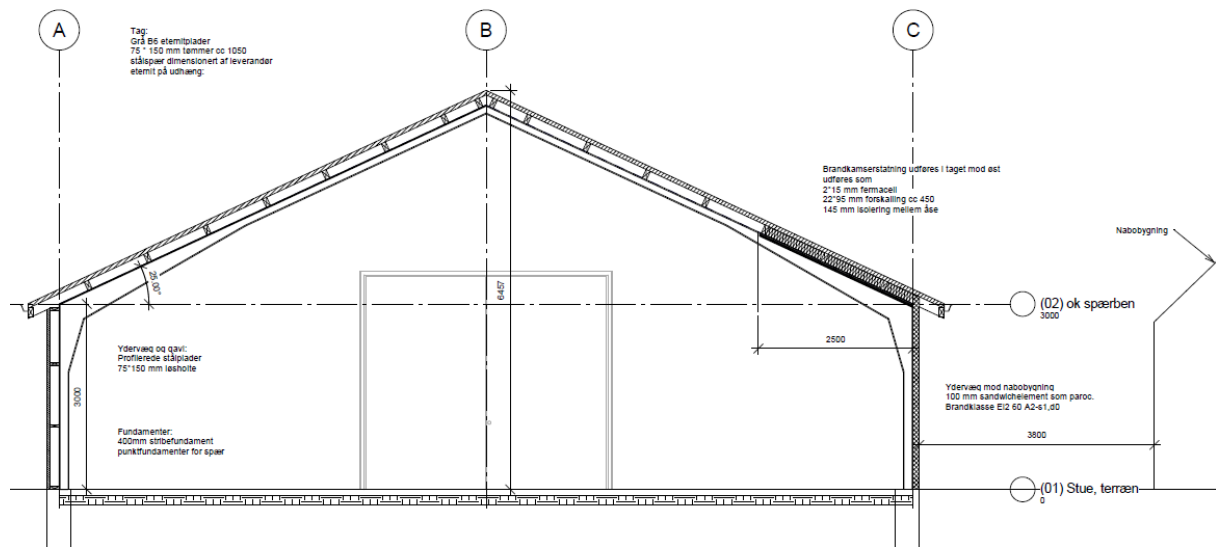 A
B
C
Tag:
Grå B6 eternitplader
75 * 150 mm tømmer cc 1050
stålspær dimensionert af leverandør
eternit på udhæng:
Brandkamserstatning udføres i taget mod øst
udføres som
2*15 mm fermacell
22*95 mm forskalling cc 450
145 mm isolering mellem åse
Nabobygning
25.00°
6457
(02) ok spærben
3000
2500
Ydervæg og gavl:
Profilerede stålplader
75*150 mm løsholte
3000
Ydervæg mod nabobygning
100 mm sandwichelement som paroc.
Brandklasse EI2 60 A2-s1,d0
Fundamenter:
400mm stribefundament
punktfundamenter for spær
3800
(01) Stue, terræn
0